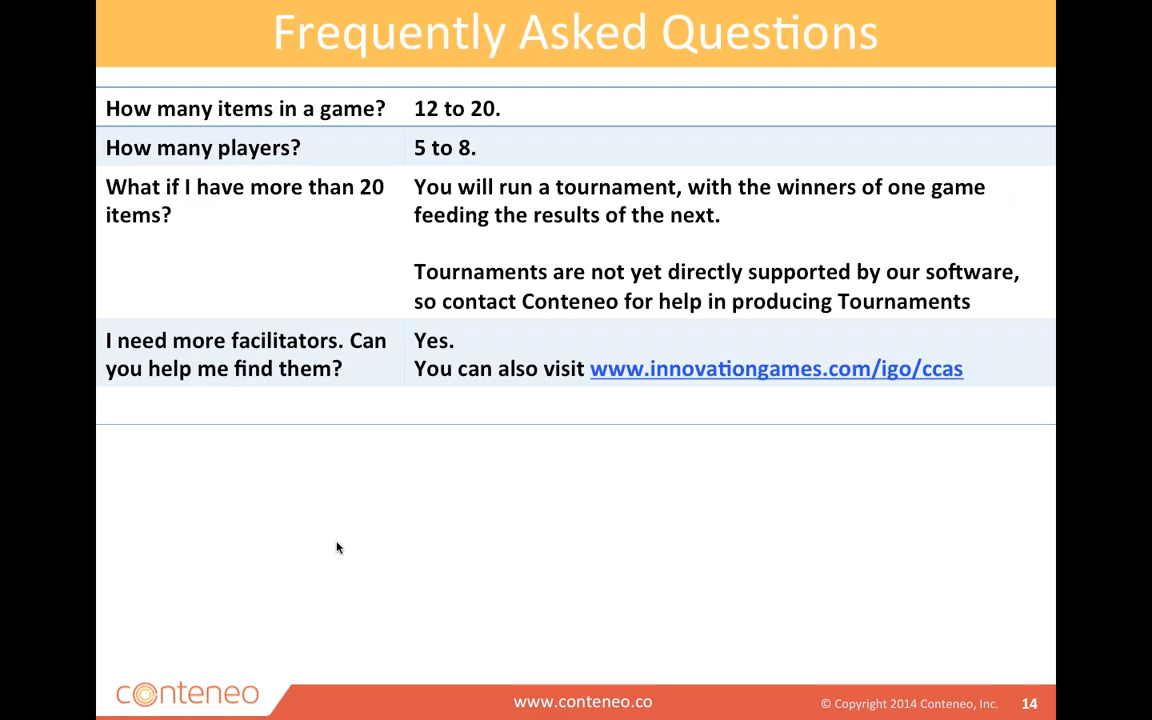 Frequently Asked Questions
How many items in a game?
12 to 20.
How many players?
5 to 8.
What if I have more than 20
items?
You will run a tournament, with the winners of one game
feeding the results of the next.
Tournaments are not yet directly supported by our software,
so contact Conteneo for help in producing Tournaments
I need more facilitators. Can
you help me find them?
Yes.
You can also visit www.innovationgames.com/igo/ccas
conteneo
www.conteneo.co
© Copyright 2014 Conteneo, Inc.
14